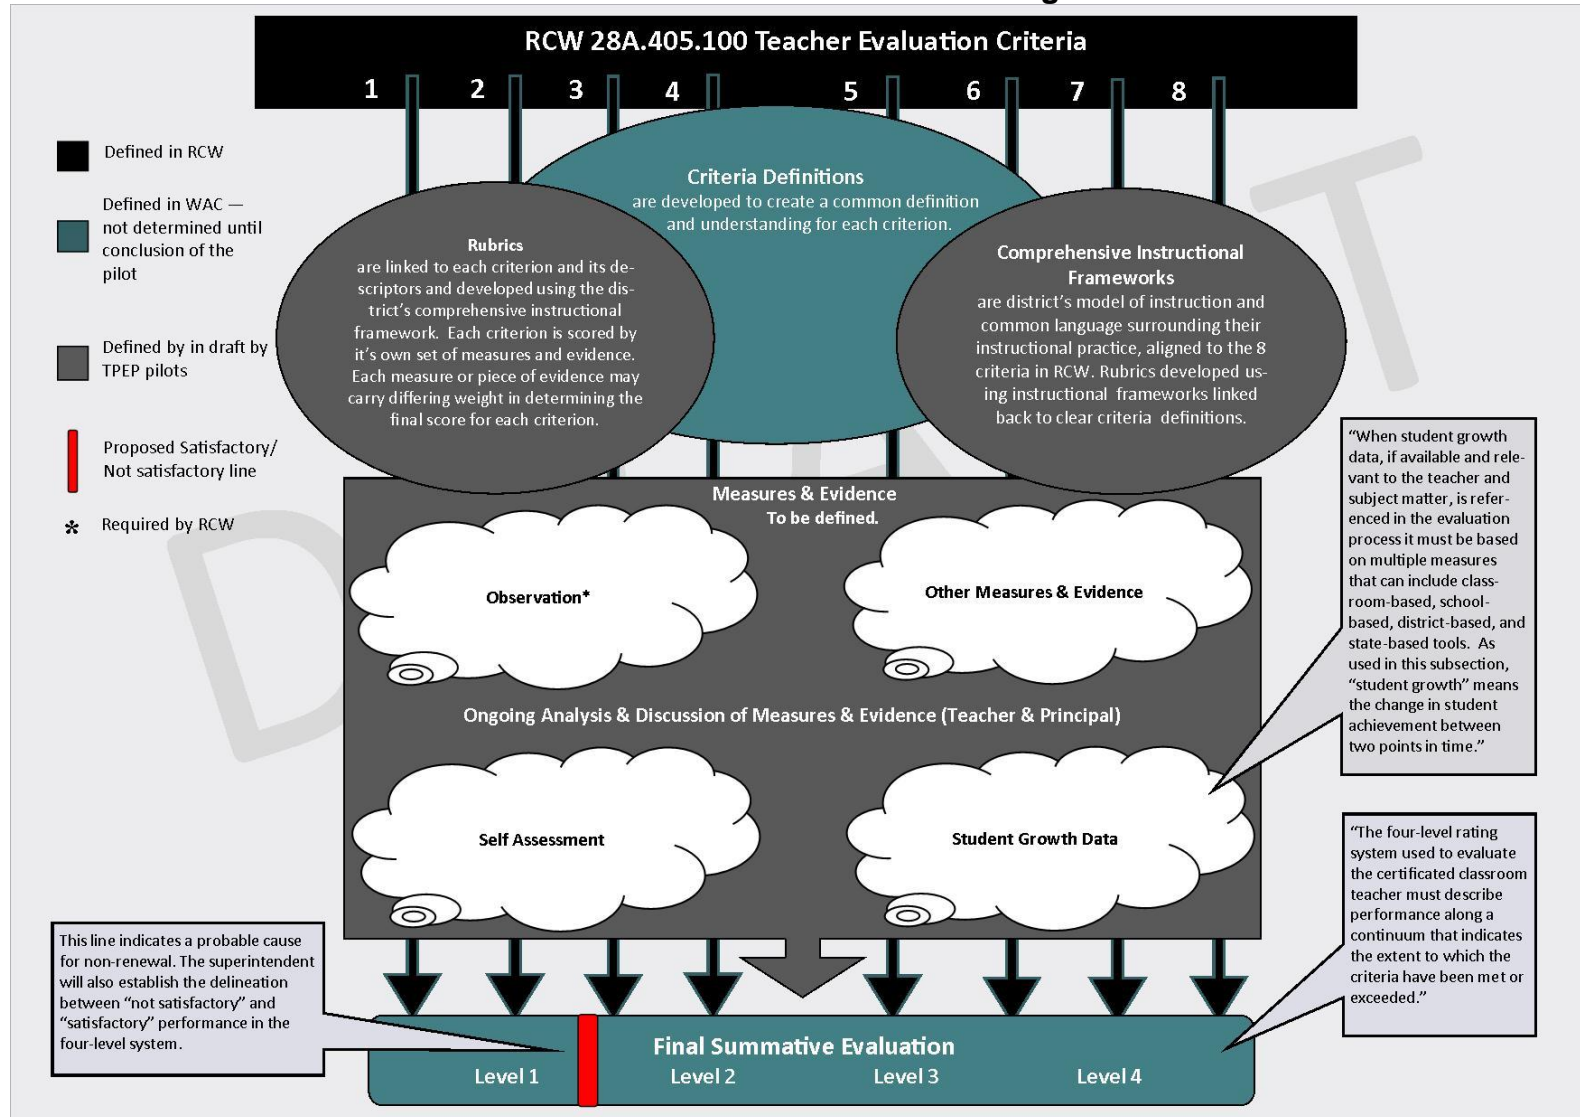 RCW 28A.405.100 Teacher Evaluation Criteria
1 2 3 4 5 6 7 8
Defined in RCW
Defined in WAC —
not determined until
conclusion of the
pilot
Defined by in draft by
TPEP pilots
Proposed Satisfactory/
Not satisfactory line
* Required by RCW
DRAFT
Criteria Definitions
are developed to create a common definition
and understanding for each criterion.
Rubrics
are linked to each criterion and its de-
scriptors and developed using the dis-
trict’s comprehensive instructional
framework. Each criterion is scored by
it’s own set of measures and evidence.
Each measure or piece of evidence may
carry differing weight in determining the
final score for each criterion.
Comprehensive Instructional
Frameworks
are district’s model of instruction and
common language surrounding their
instructional practice, aligned to the 8
criteria in RCW. Rubrics developed us-
ing instructional frameworks linked
back to clear criteria definitions.
Measures & Evidence
To be defined.
Observation*
Other Measures & Evidence
Ongoing Analysis & Discussion of Measures & Evidence (Teacher & Principal)
Self Assessment
Student Growth Data
“When student growth
data, if available and rele-
vant to the teacher and
subject matter, is refer-
enced in the evaluation
process it must be based
on multiple measures
that can include class-
room-based, school-
based, district-based, and
state-based tools. As
used in this subsection,
“student growth” means
the change in student
achievement between
two points in time.”
“The four-level rating
system used to evaluate
the certificated classroom
teacher must describe
performance along a
continuum that indicates
the extent to which the
criteria have been met or
exceeded.”
This line indicates a probable cause
for non-renewal. The superintendent
will also establish the delineation
between “not satisfactory” and
“satisfactory” performance in the
four-level system.
Final Summative Evaluation
Level 1 Level 2 Level 3 Level 4